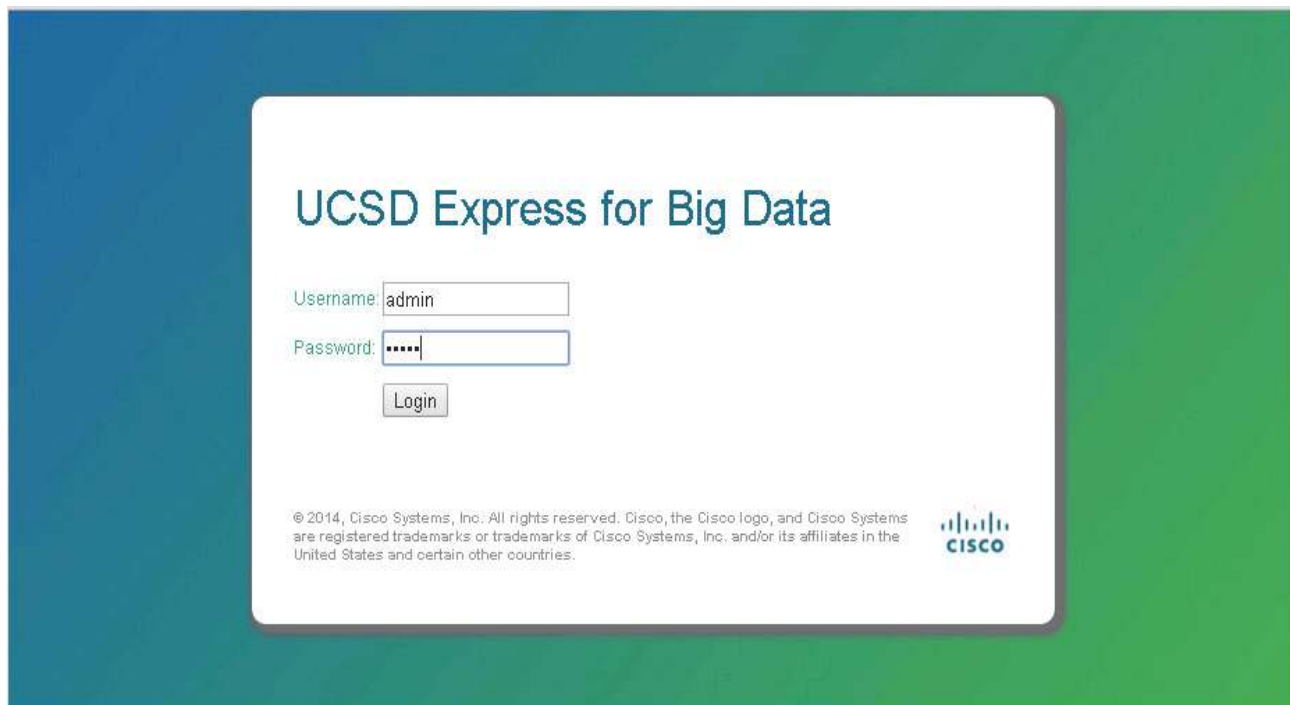 UCSD Express for Big Data
Username: admin
Password: •••••
Login
© 2014, Cisco Systems, Inc. All rights reserved. Cisco, the Cisco logo, and Cisco Systems
are registered trademarks or trademarks of Cisco Systems, Inc. and/or its affiliates in the
United States and certain other countries.
CISCO